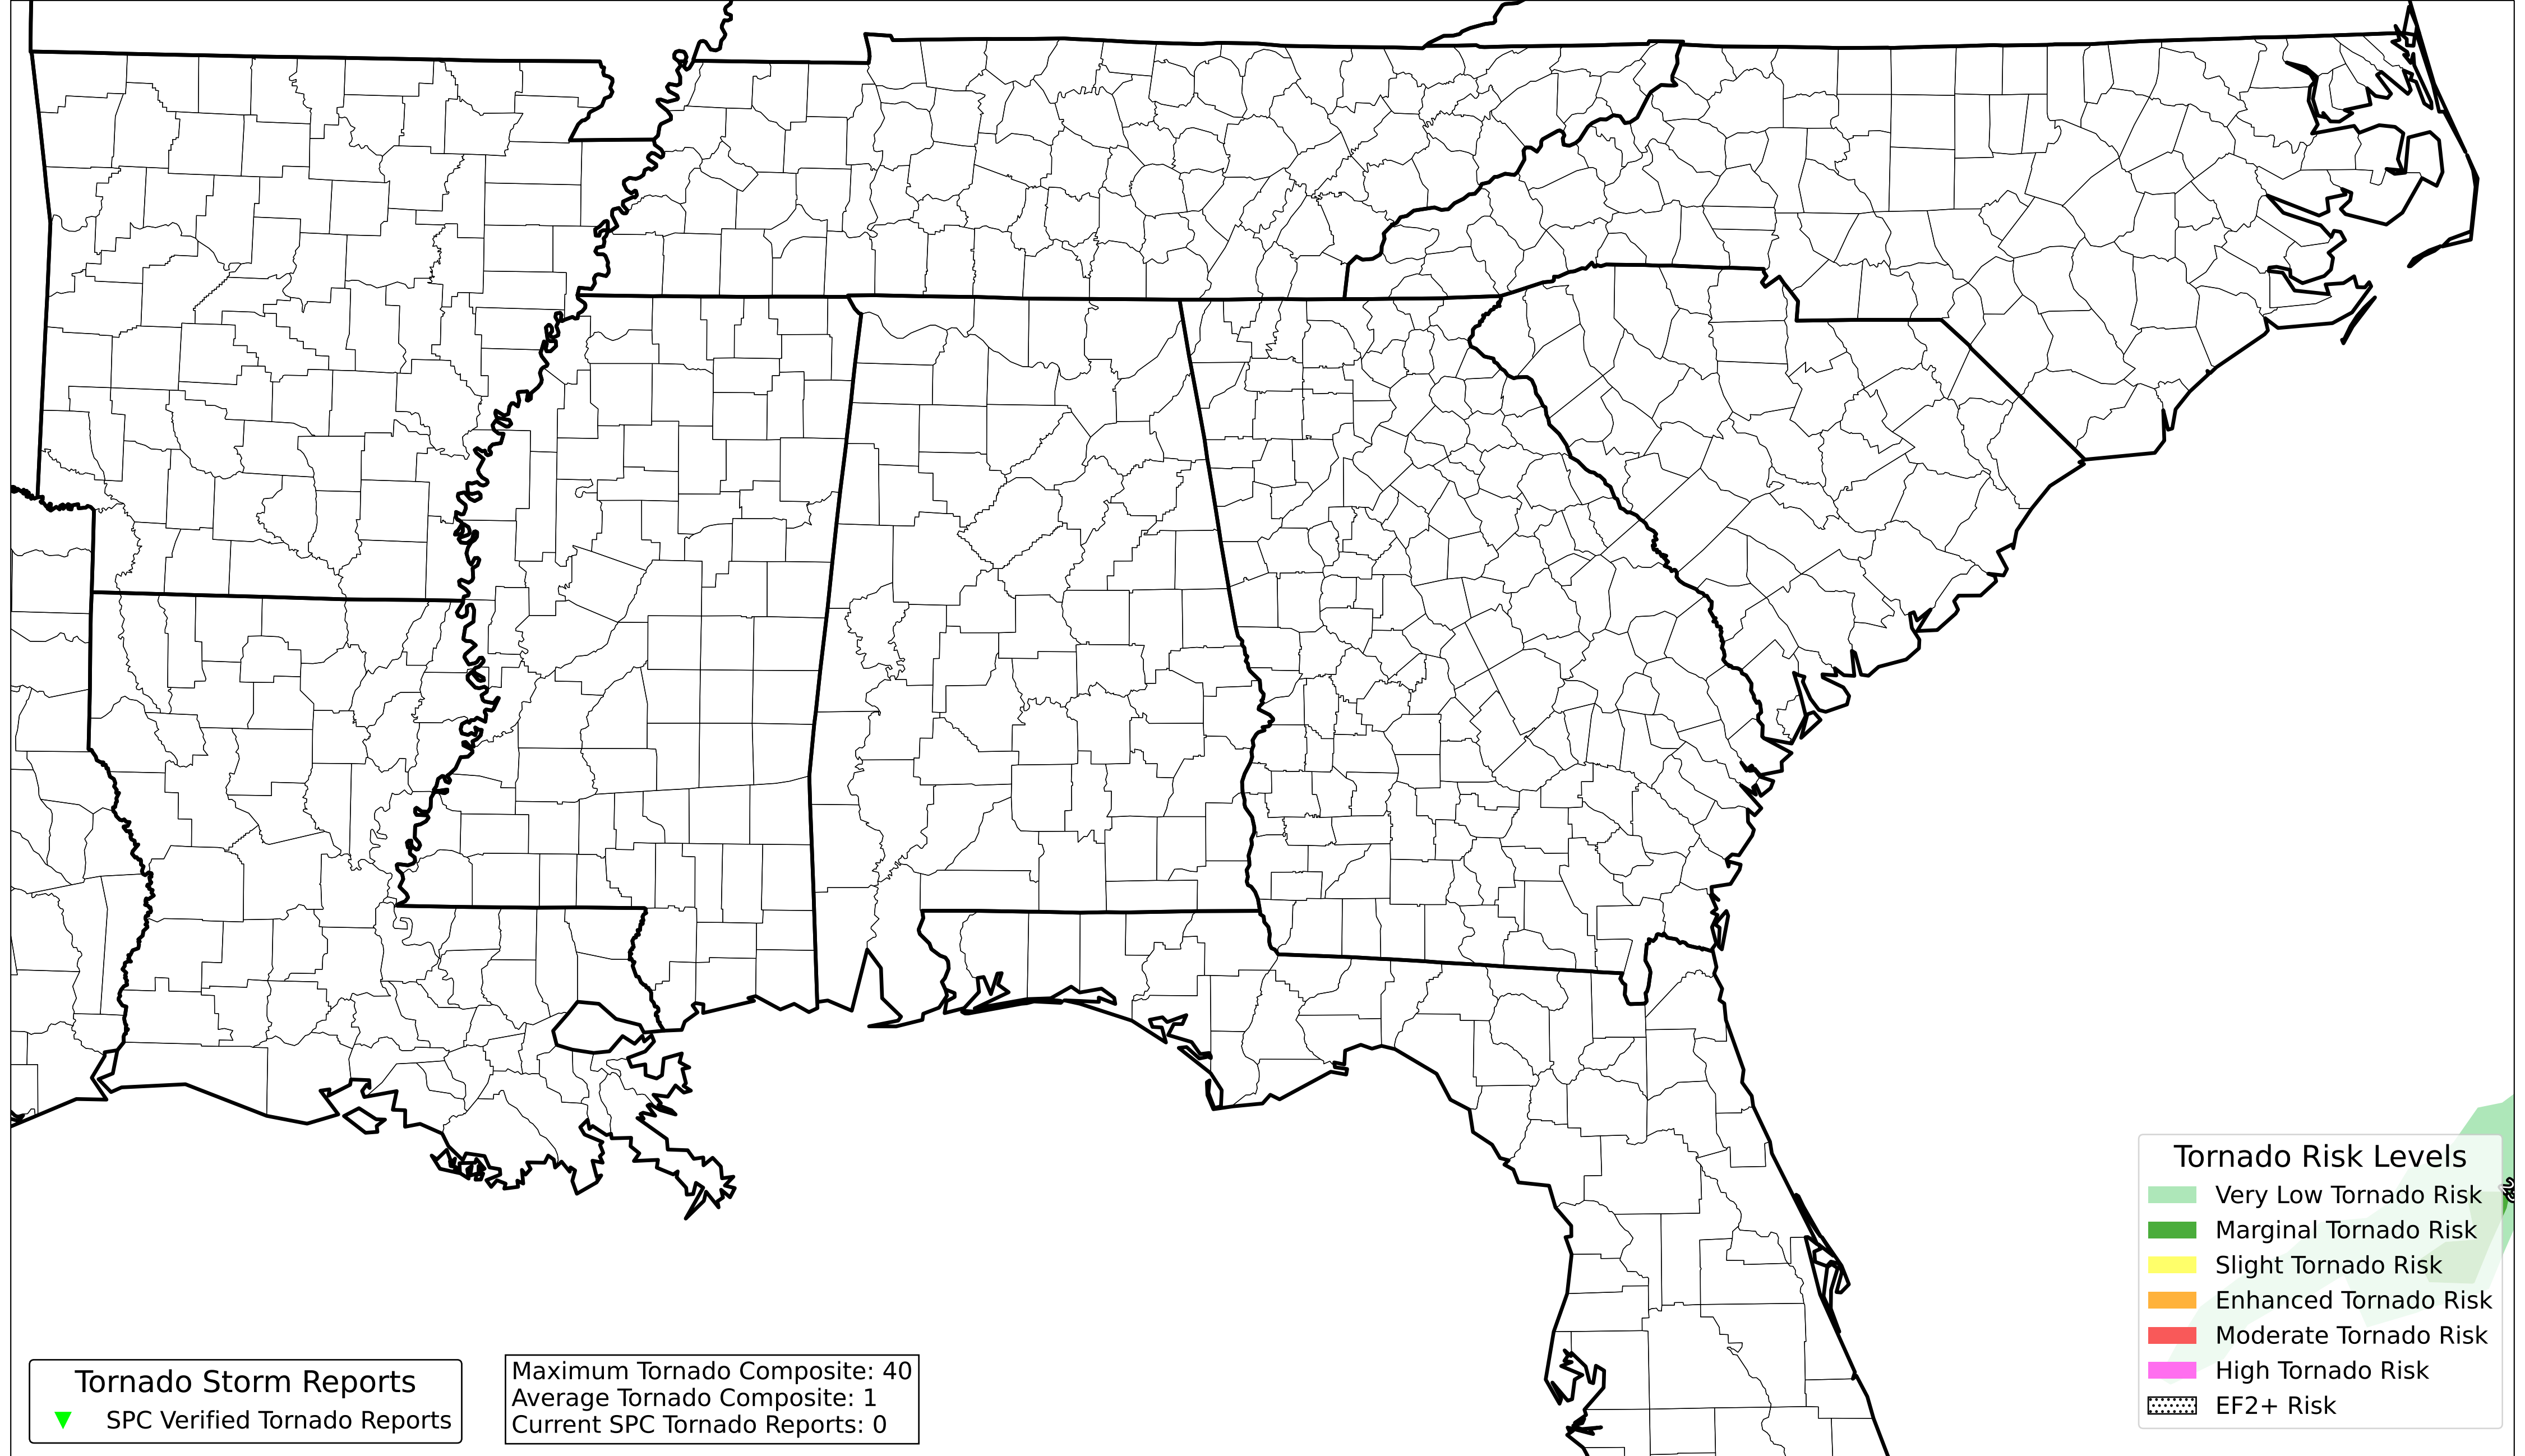 Tornado Risk Levels
Very Low Tornado Risk
Marginal Tornado Risk
Slight Tornado Risk
Enhanced Tornado Risk
Moderate Tornado Risk
High Tornado Risk
EF2+ Risk
Tornado Storm Reports
SPC Verified Tornado Reports
Maximum Tornado Composite: 40
Average Tornado Composite: 1
Current SPC Tornado Reports: 0